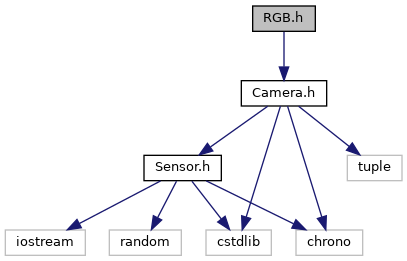 RGB.h
Camera.h
Sensor.h
tuple
iostream
random
cstdlib
chrono